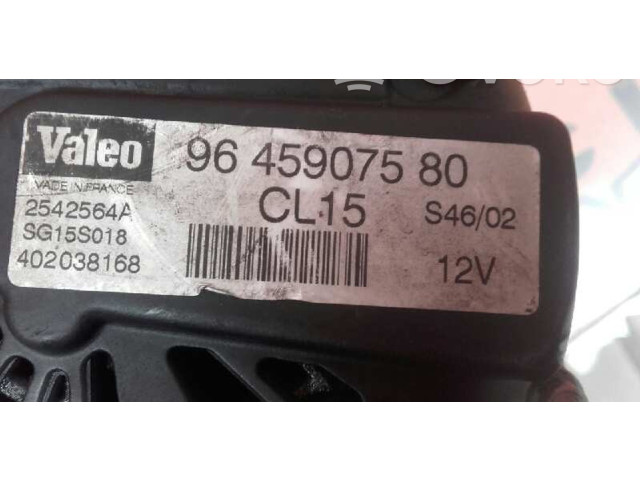 Valeo
MADE IN FRANCE
96 459075 80
CL15
S46/02
2542564A
SG15S018
402038168
12V